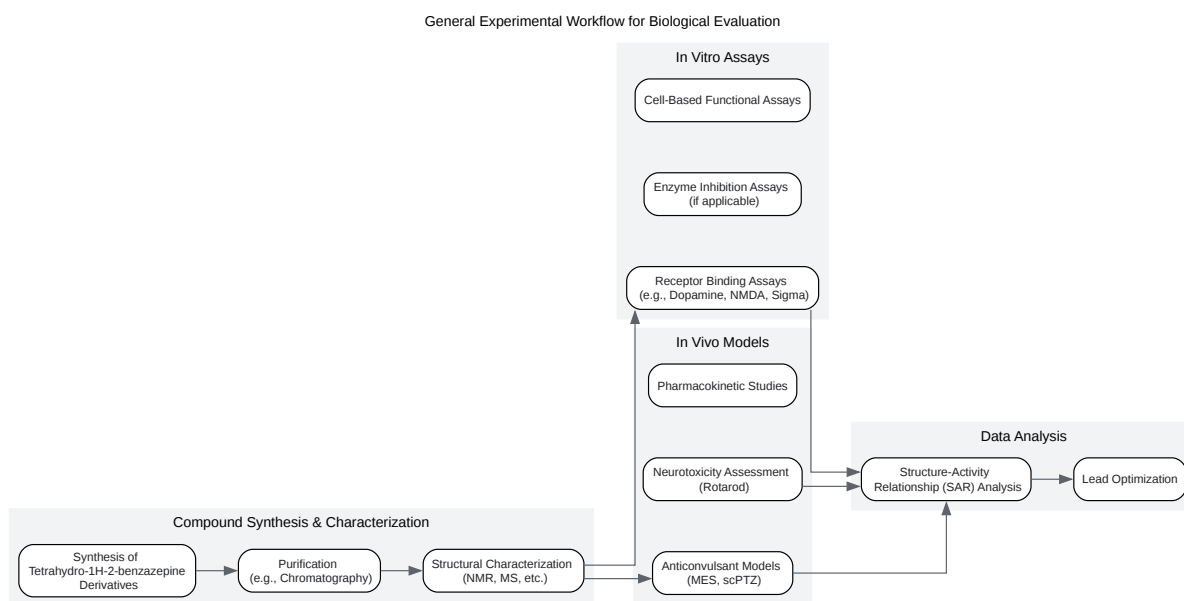 General Experimental Workflow for Biological Evaluation
In Vitro Assays
Cell-Based Functional Assays
Enzyme Inhibition Assays
(if applicable)
Receptor Binding Assays
(e.g., Dopamine, NMDA, Sigma)
In Vivo Models
Pharmacokinetic Studies
Neurotoxicity Assessment
(Rotarod)
Anticonvulsant Models
(MES, scPTZ)
Data Analysis
Structure-Activity
Relationship (SAR) Analysis
Lead Optimization
Compound Synthesis & Characterization
Synthesis of
Tetrahydro-1H-2-benzazepine
Derivatives
Purification
(e.g., Chromatography)
Structural Characterization
(NMR, MS, etc.)